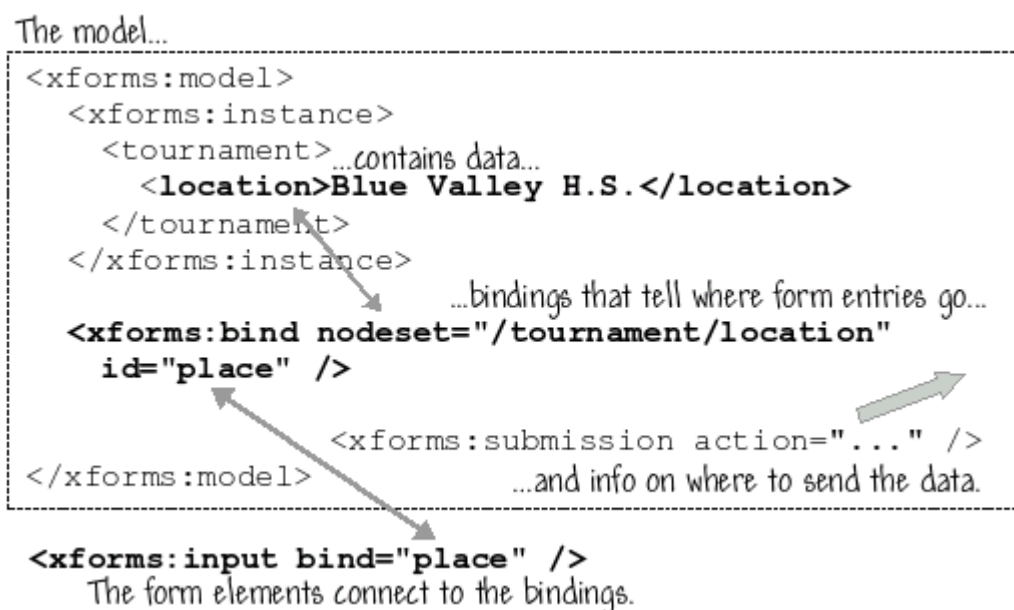 The model...
<xforms:model>
<xforms:instance>
<tournament>...contains data...
<location>Blue Valley H.S.</location>
</tournament>
</xforms:instance>
...bindings that tell where form entries go...
<xforms:bind nodeset="/tournament/location"
id="place" />
<xforms:submission action="..." />
</xforms:model> ...and info on where to send the data.
<xforms:input bind="place" />
The form elements connect to the bindings.